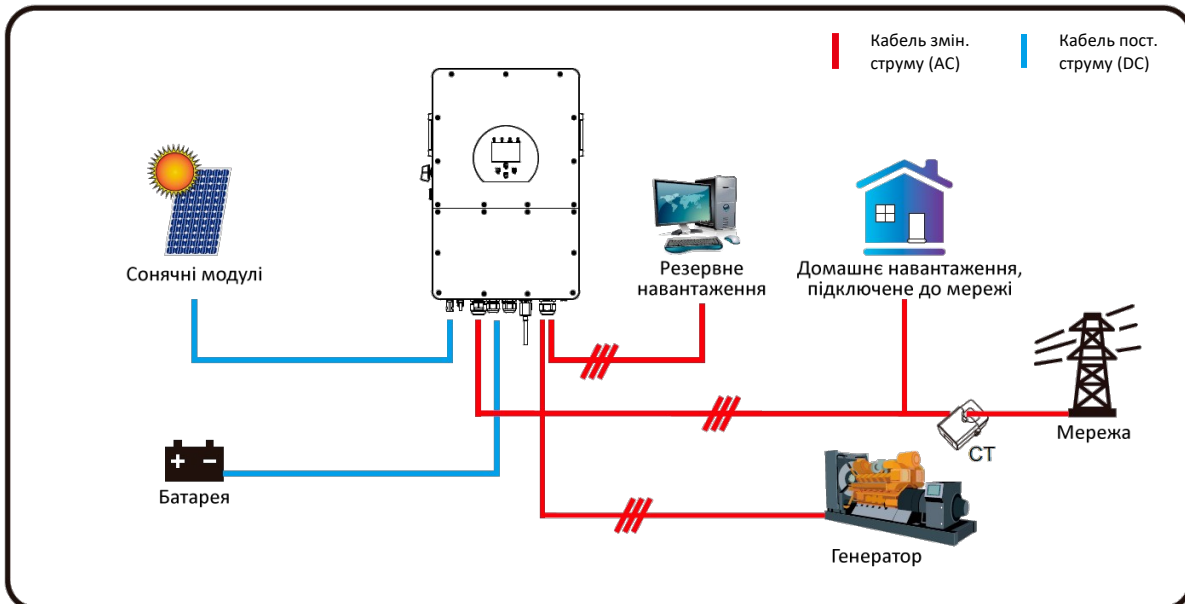 Кабель змін.
струму (AC)
Кабель пост.
струму (DC)
Сонячні модулі
Резервне
навантаження
Домашнє навантаження,
підключене до мережі
Мережа
CT
Батарея
Генератор